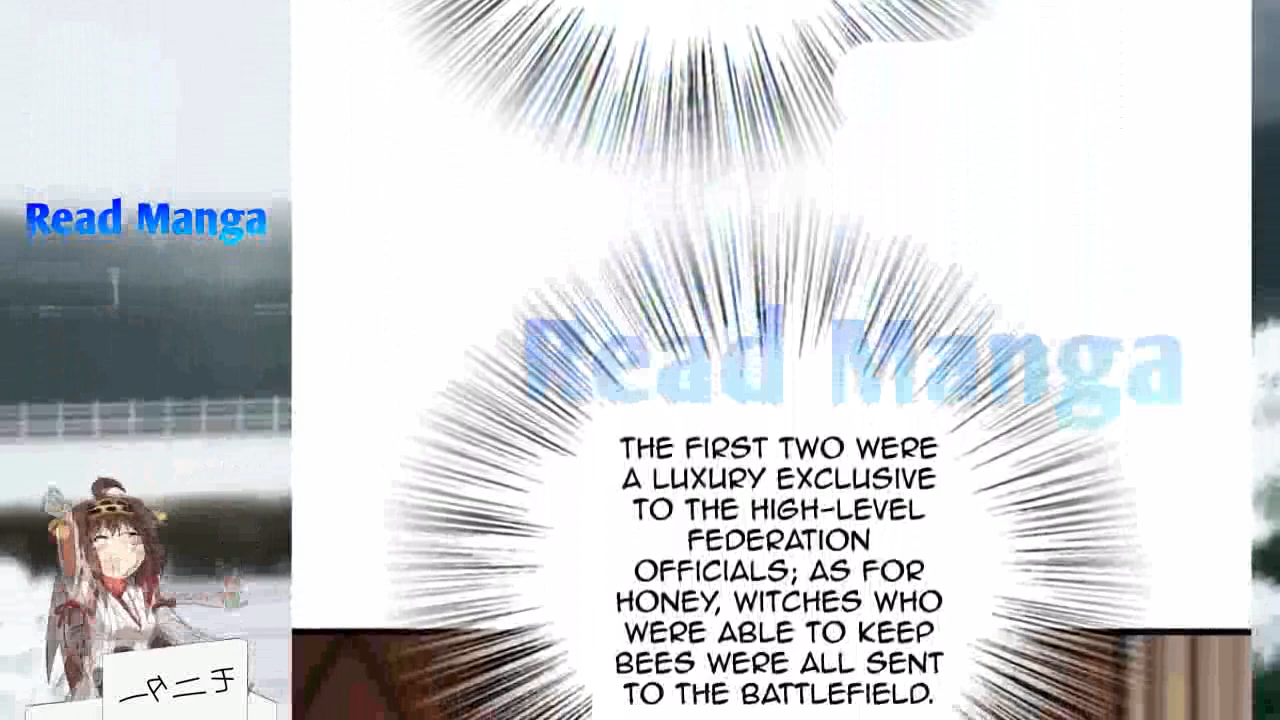 Read Manga
Read Manga
THE FIRST TWO WERE
A LUXURY EXCLUSIVE
TO THE HIGH-LEVEL
FEDERATION
OFFICIALS; AS FOR
HONEY, WITCHES WHO
WERE ABLE TO KEEP
BEES WERE ALL SENT
TO THE BATTLEFIELD.